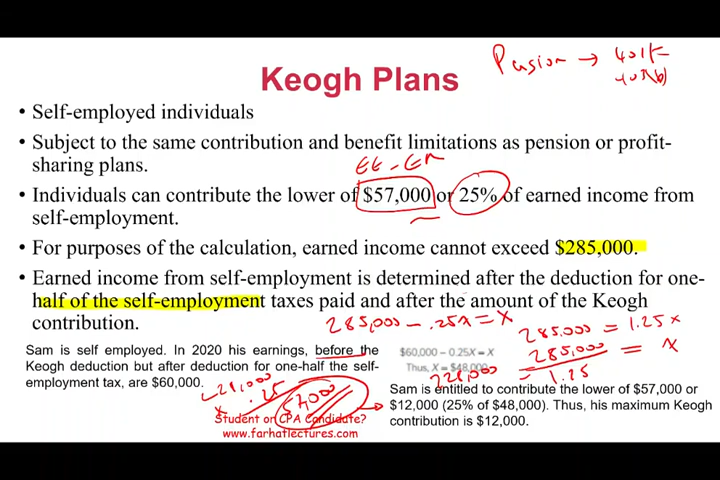 Pension → 401K
403(b)
Keogh Plans
• Self-employed individuals
• Subject to the same contribution and benefit limitations as pension or profit-
sharing plans.
EE - ER
• Individuals can contribute the lower of $57,000 or 25% of earned income from
self-employment.
• For purposes of the calculation, earned income cannot exceed $285,000.
• Earned income from self-employment is determined after the deduction for one-
half of the self-employment taxes paid and after the amount of the Keogh
contribution.
285,000 - .25x = x
285.000 = 1.25x
285,000 = x
1.25
Sam is self employed. In 2020 his earnings, before the
Keogh deduction but after deduction for one-half the self-
employment tax, are $60,000.
$60,000 – 0.25X = X
Thus, X = $48,000
228,000 =
x .25
57,000
Sam is entitled to contribute the lower of $57,000 or
$12,000 (25% of $48,000). Thus, his maximum Keogh
contribution is $12,000.
Student or CPA Candidate?
www.farhatlectures.com